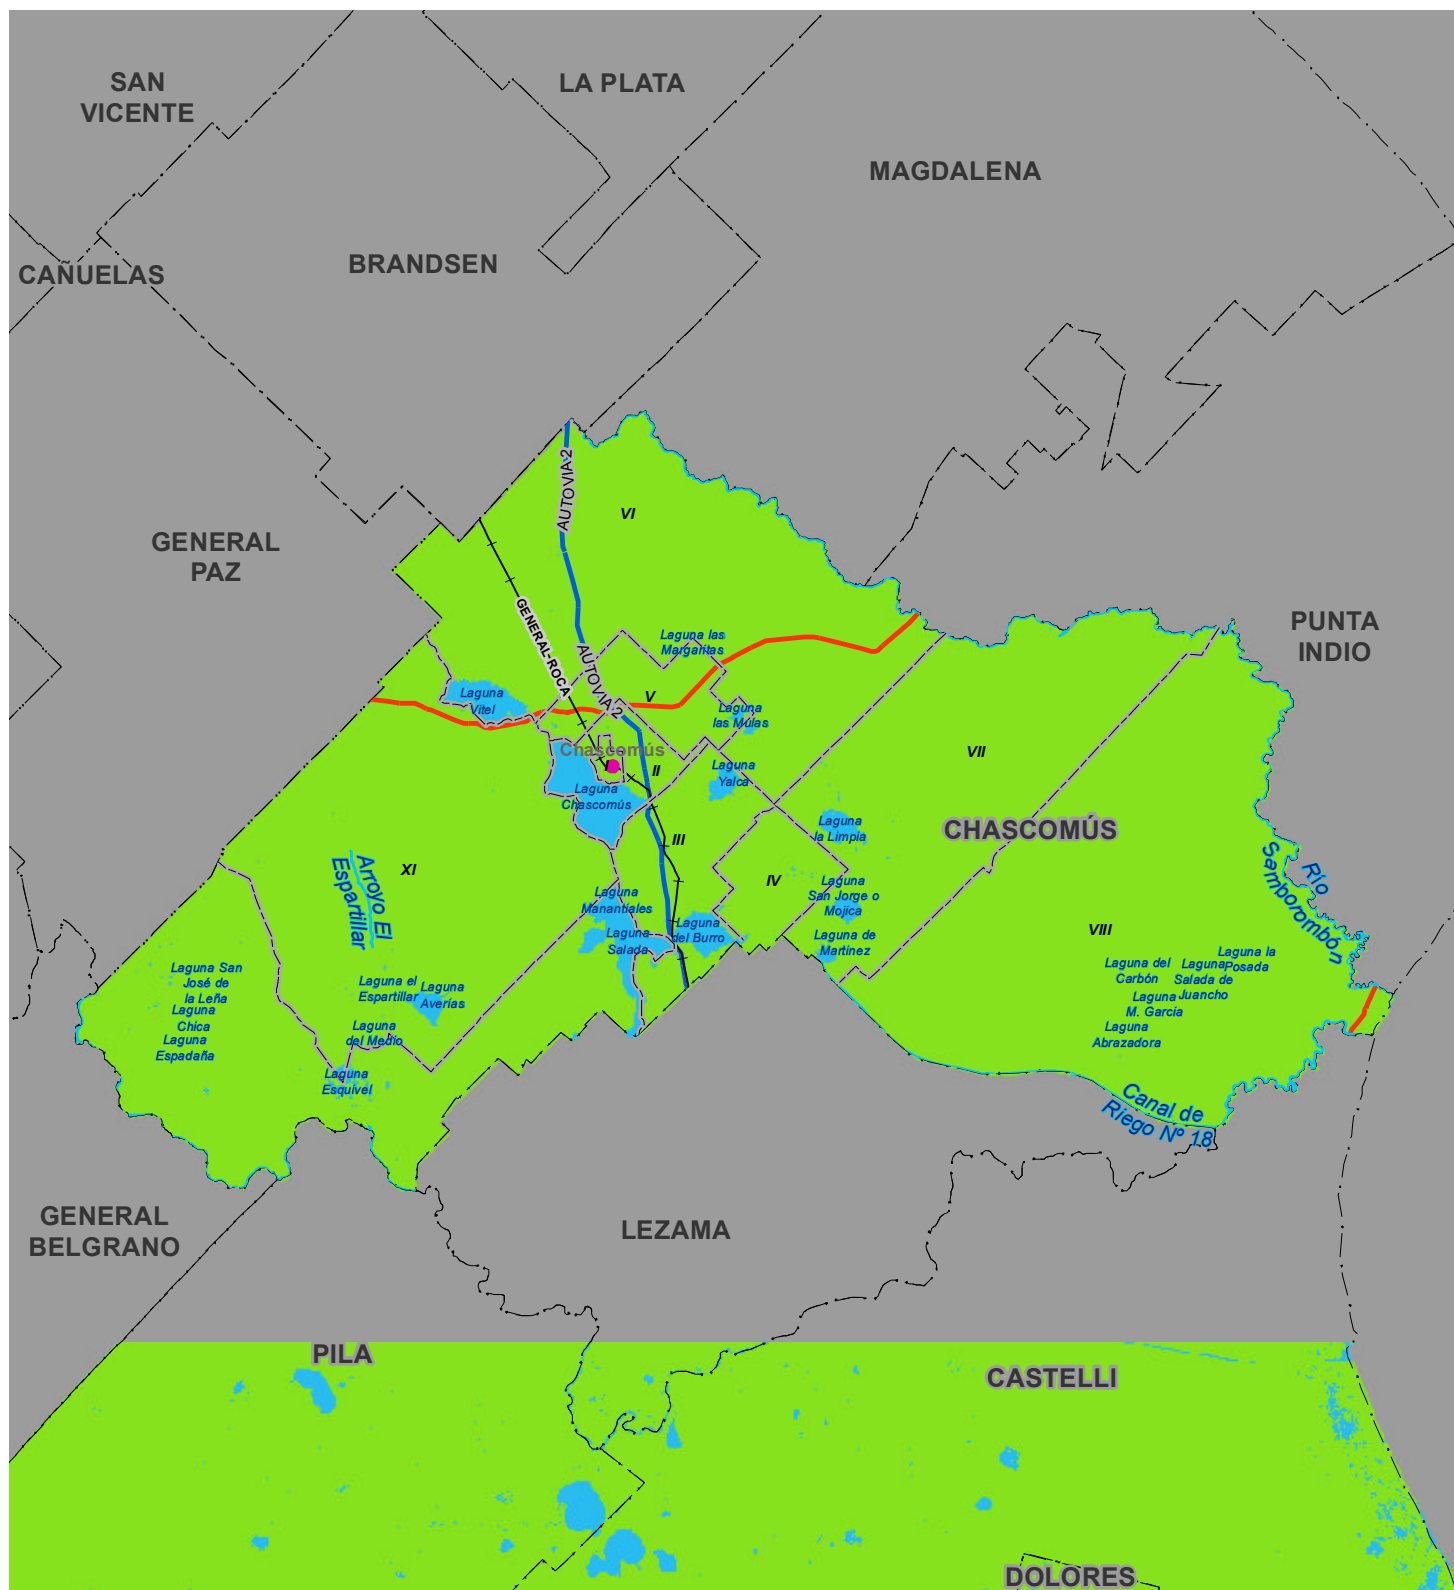 SAN
VICENTE
LA PLATA
MAGDALENA
CAÑUELAS
BRANDSEN
GENERAL
PAZ
PUNTA
INDIO
AUTOVIA 2
VI
GENERAL ROCA
AUTOVIA 2
Laguna las
Margaritas
Laguna
Vitel
V
Laguna
las Mulas
Chascomús
I
II
Laguna
Yalca
VII
Laguna
Chascomús
Laguna
la Limpia
CHASCOMÚS
III
XI
Arroyo El
Espartillar
IV
Laguna
San Jorge o
Mojica
Río
Samborombón
Laguna
Manantiales
Laguna
del Burro
Laguna
Salada
Laguna de
Martinez
VIII
Laguna San
José de
la Leña
Laguna
Chica
Laguna
Espadaña
Laguna el
Espartillar
Laguna
Averías
Laguna
del Medio
Laguna
Esquivel
Laguna del
Carbón
Laguna
Salada de
Juancho
Laguna la
Posada
Laguna
M. García
Laguna
Abrazadora
Canal de
Riego Nº 18
GENERAL
BELGRANO
LEZAMA
PILA
CASTELLI
DOLORES